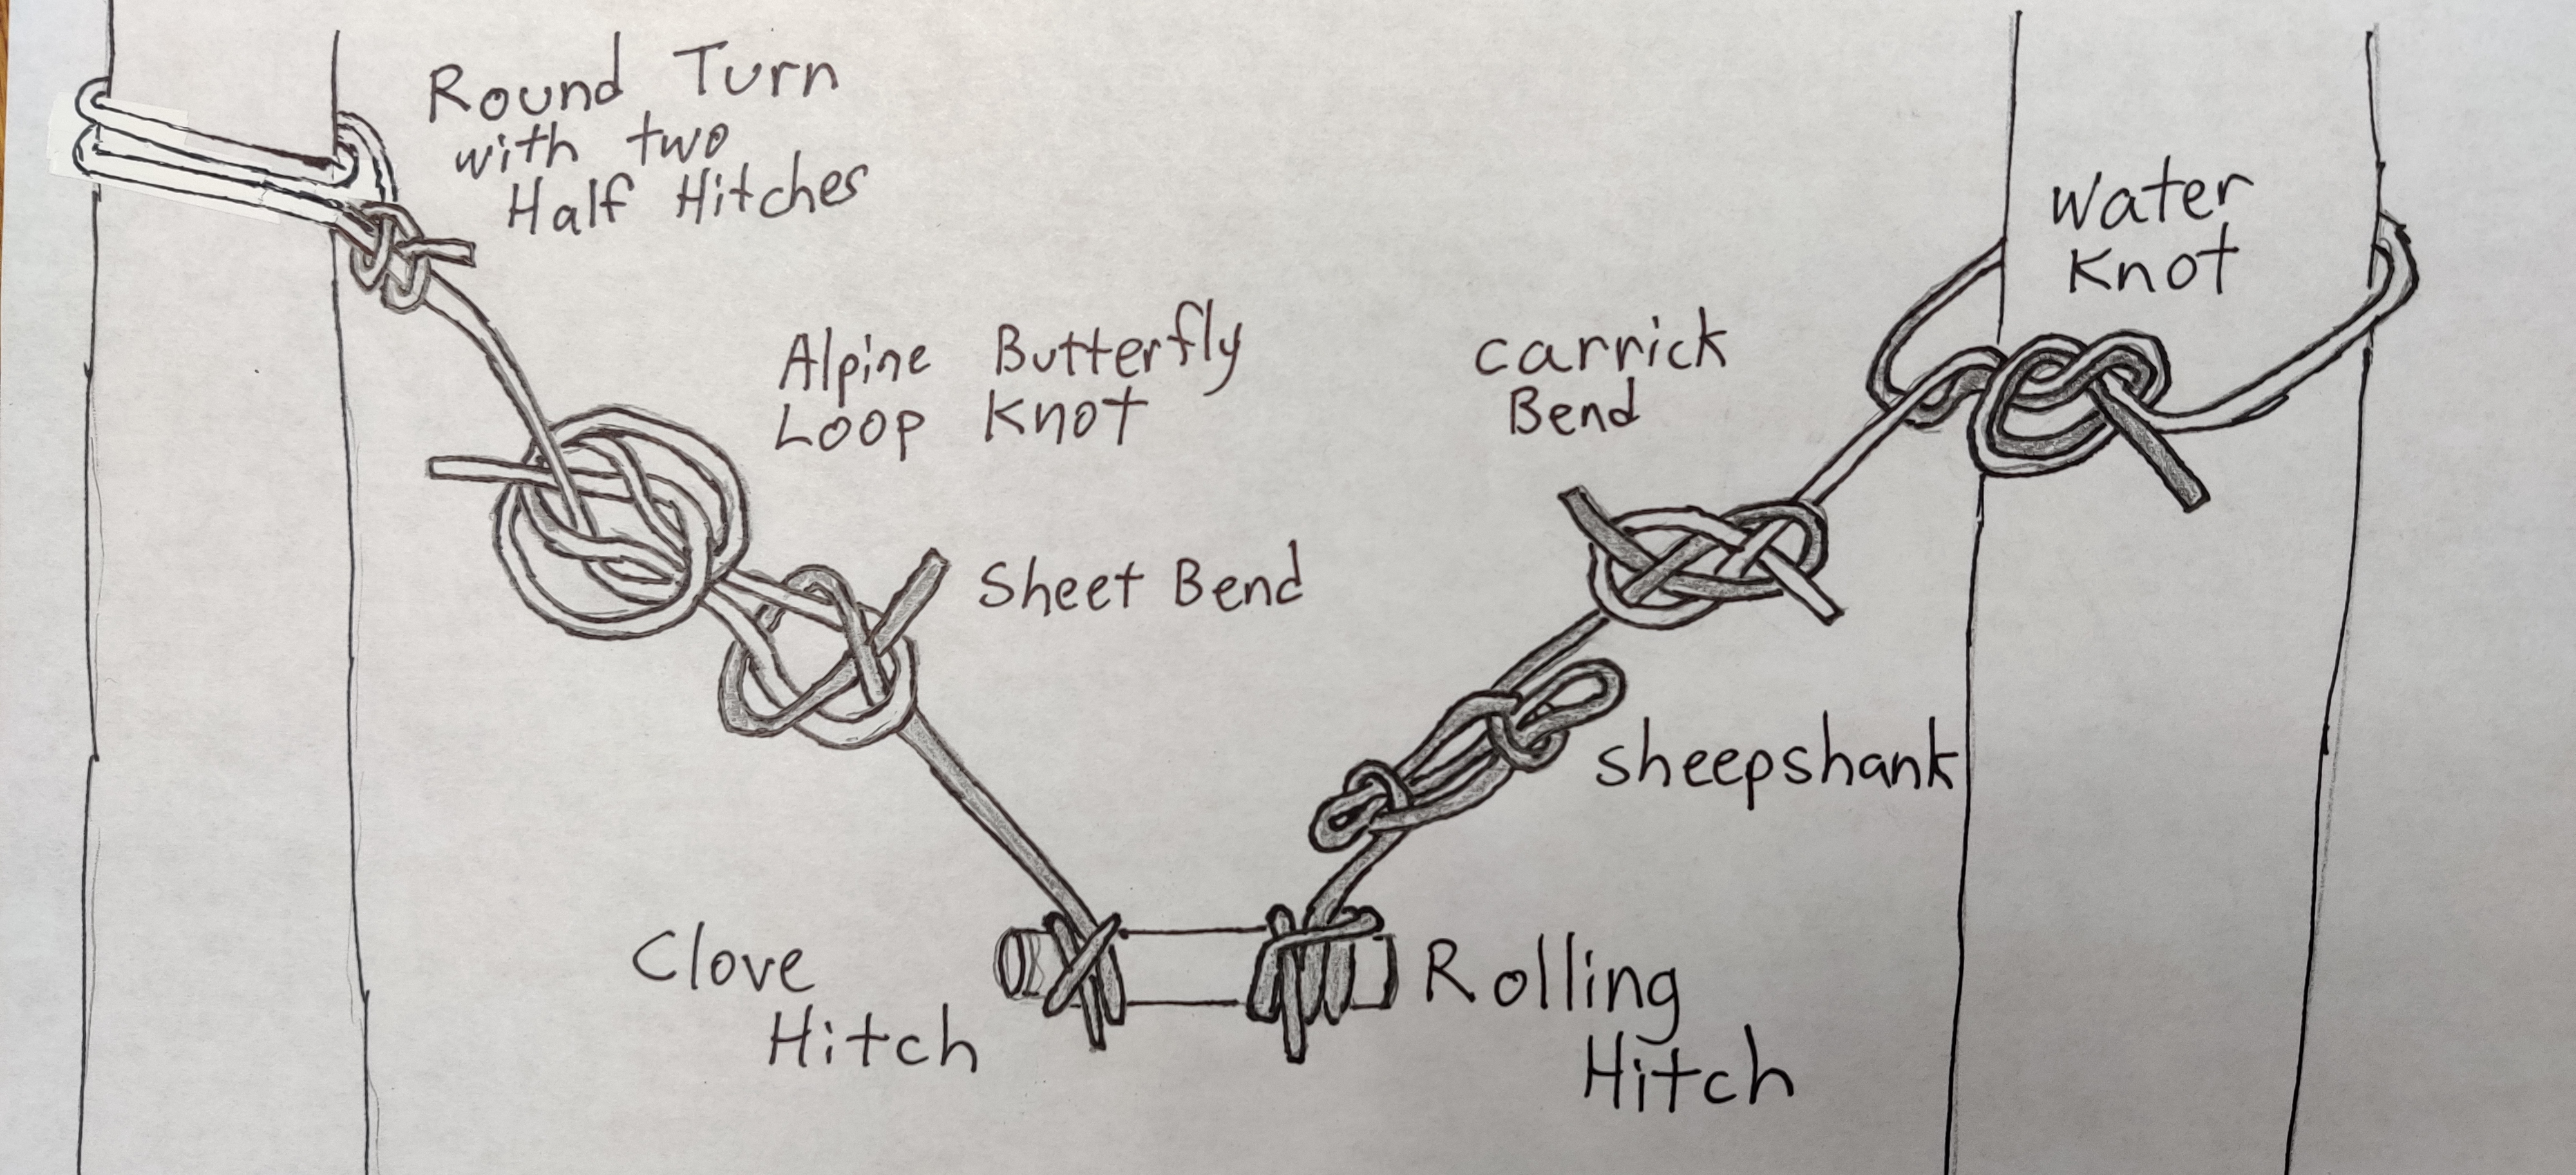 Round Turn
with two
Half Hitches
Alpine Butterfly
Loop Knot
Sheet Bend
Clove
Hitch
Rolling
Hitch
sheepshank
Carrick
Bend
Water
Knot